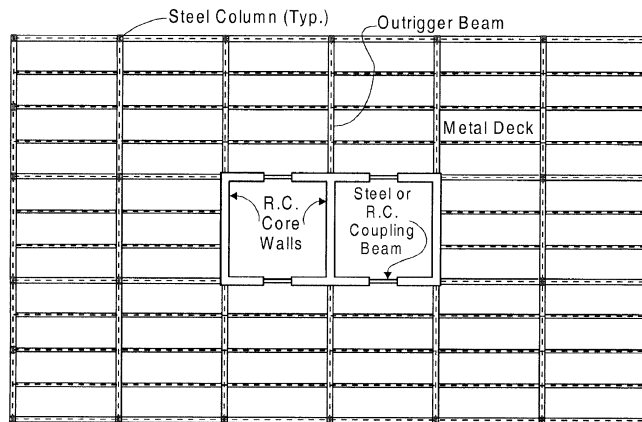 Steel Column (Typ.)
Outrigger Beam
Metal Deck
R.C.
Core
Walls
Steel or
R.C.
Coupling
Beam